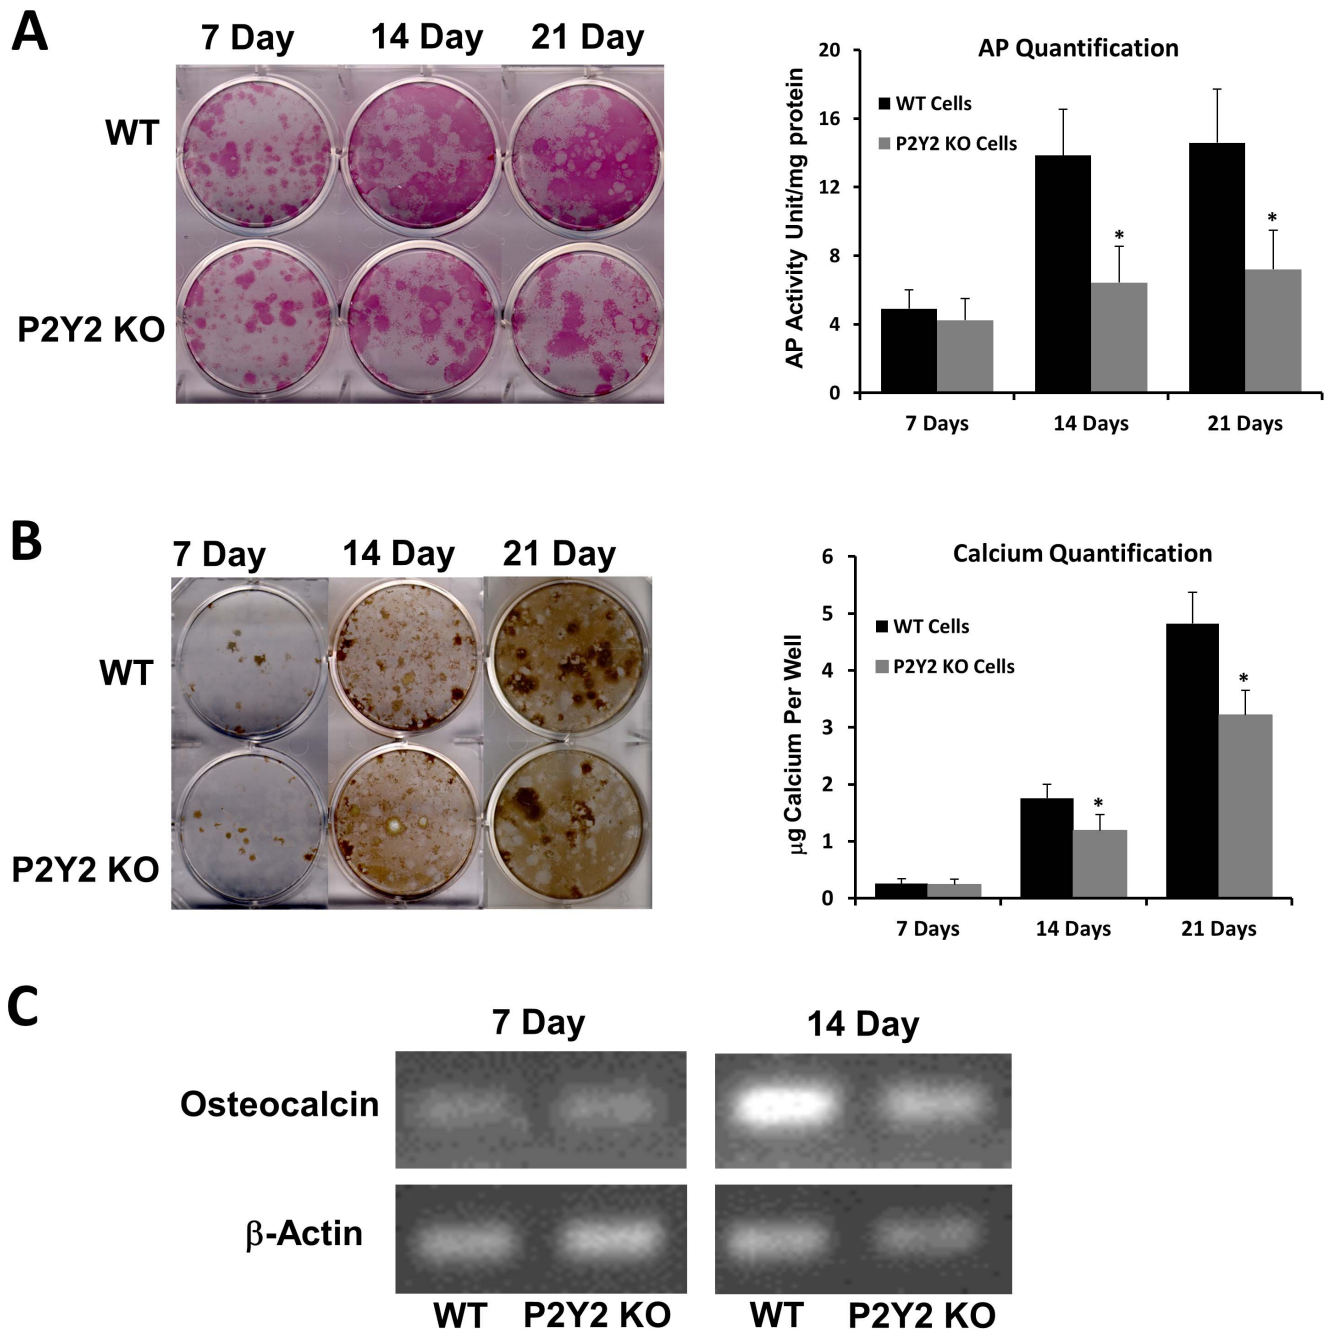 A
7 Day 14 Day 21 Day
WT
P2Y2 KO
AP Quantification
WT Cells
P2Y2 KO Cells
AP Activity Unit/mg protein
20
16
12
8
4
0
*
*
7 Days 14 Days 21 Days
B
7 Day 14 Day 21 Day
WT
P2Y2 KO
Calcium Quantification
WT Cells
P2Y2 KO Cells
µg Calcium Per Well
6
5
4
3
2
1
0
*
*
7 Days 14 Days 21 Days
C
7 Day 14 Day
Osteocalcin
β-Actin
WT P2Y2 KO WT P2Y2 KO